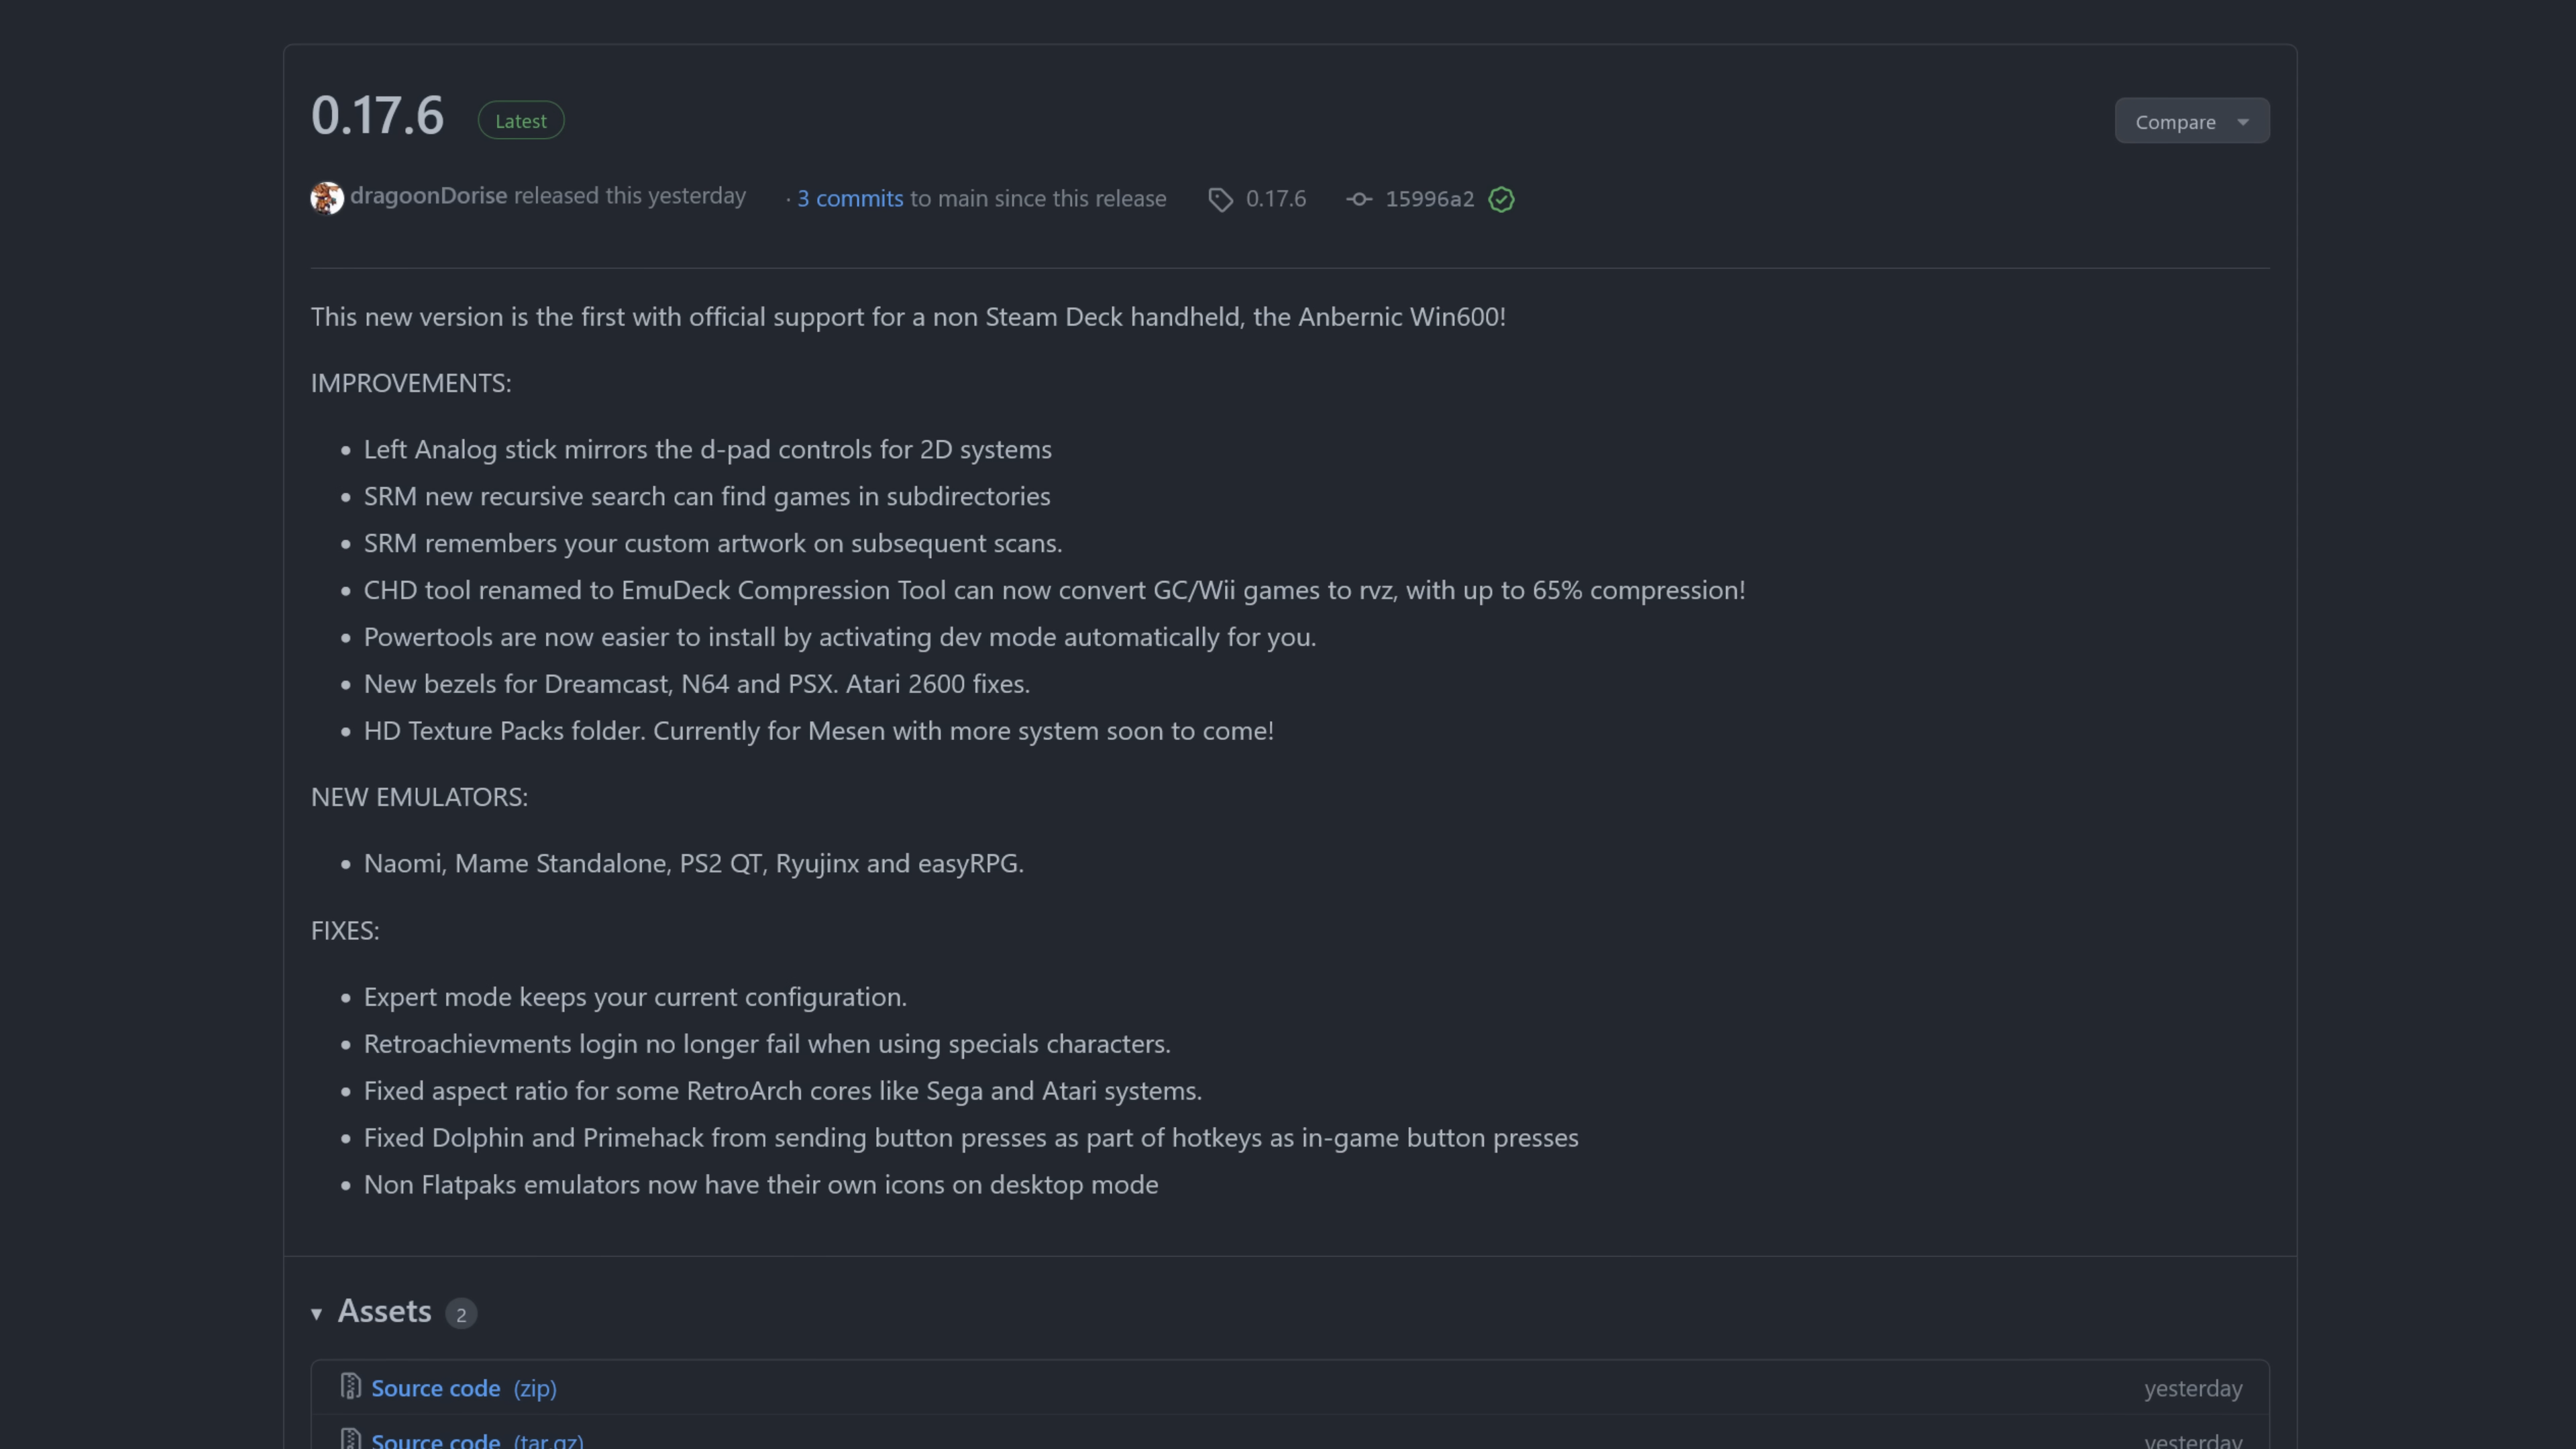 0.17.6 Latest Compare
dragoonDorise released this yesterday · 3 commits to main since this release 0.17.6 15996a2
This new version is the first with official support for a non Steam Deck handheld, the Anbernic Win600!
IMPROVEMENTS:
• Left Analog stick mirrors the d-pad controls for 2D systems
• SRM new recursive search can find games in subdirectories
• SRM remembers your custom artwork on subsequent scans.
• CHD tool renamed to EmuDeck Compression Tool can now convert GC/Wii games to rvz, with up to 65% compression!
• Powertools are now easier to install by activating dev mode automatically for you.
• New bezels for Dreamcast, N64 and PSX. Atari 2600 fixes.
• HD Texture Packs folder. Currently for Mesen with more system soon to come!
NEW EMULATORS:
• Naomi, Mame Standalone, PS2 QT, Ryujinx and easyRPG.
FIXES:
• Expert mode keeps your current configuration.
• Retroachievments login no longer fail when using specials characters.
• Fixed aspect ratio for some RetroArch cores like Sega and Atari systems.
• Fixed Dolphin and Primehack from sending button presses as part of hotkeys as in-game button presses
• Non Flatpaks emulators now have their own icons on desktop mode
▾ Assets 2
Source code (zip) yesterday
Source code (tar.gz) yesterday